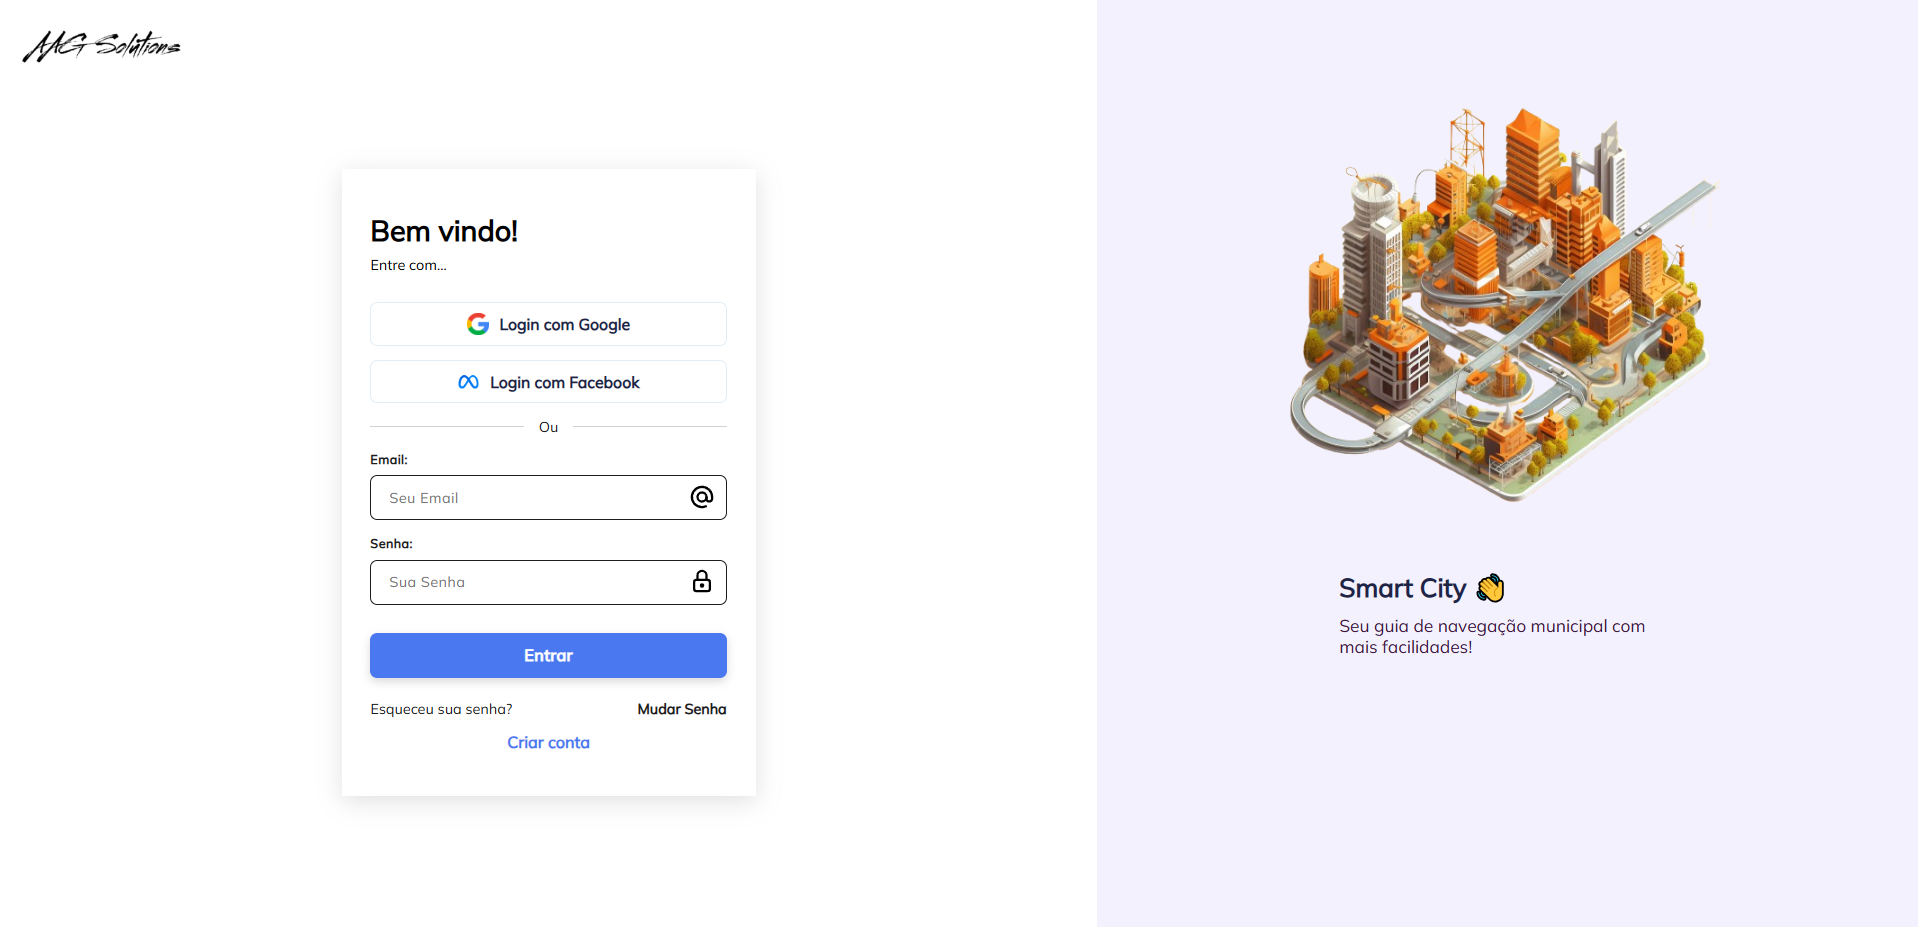 AAG Solutions
Bem vindo!
Entre com...
Login com Google
Login com Facebook
Ou
Email:
Seu Email
Senha:
Sua Senha
Entrar
Esqueceu sua senha? Mudar Senha
Criar conta
Smart City
Seu guia de navegação municipal com
mais facilidades!